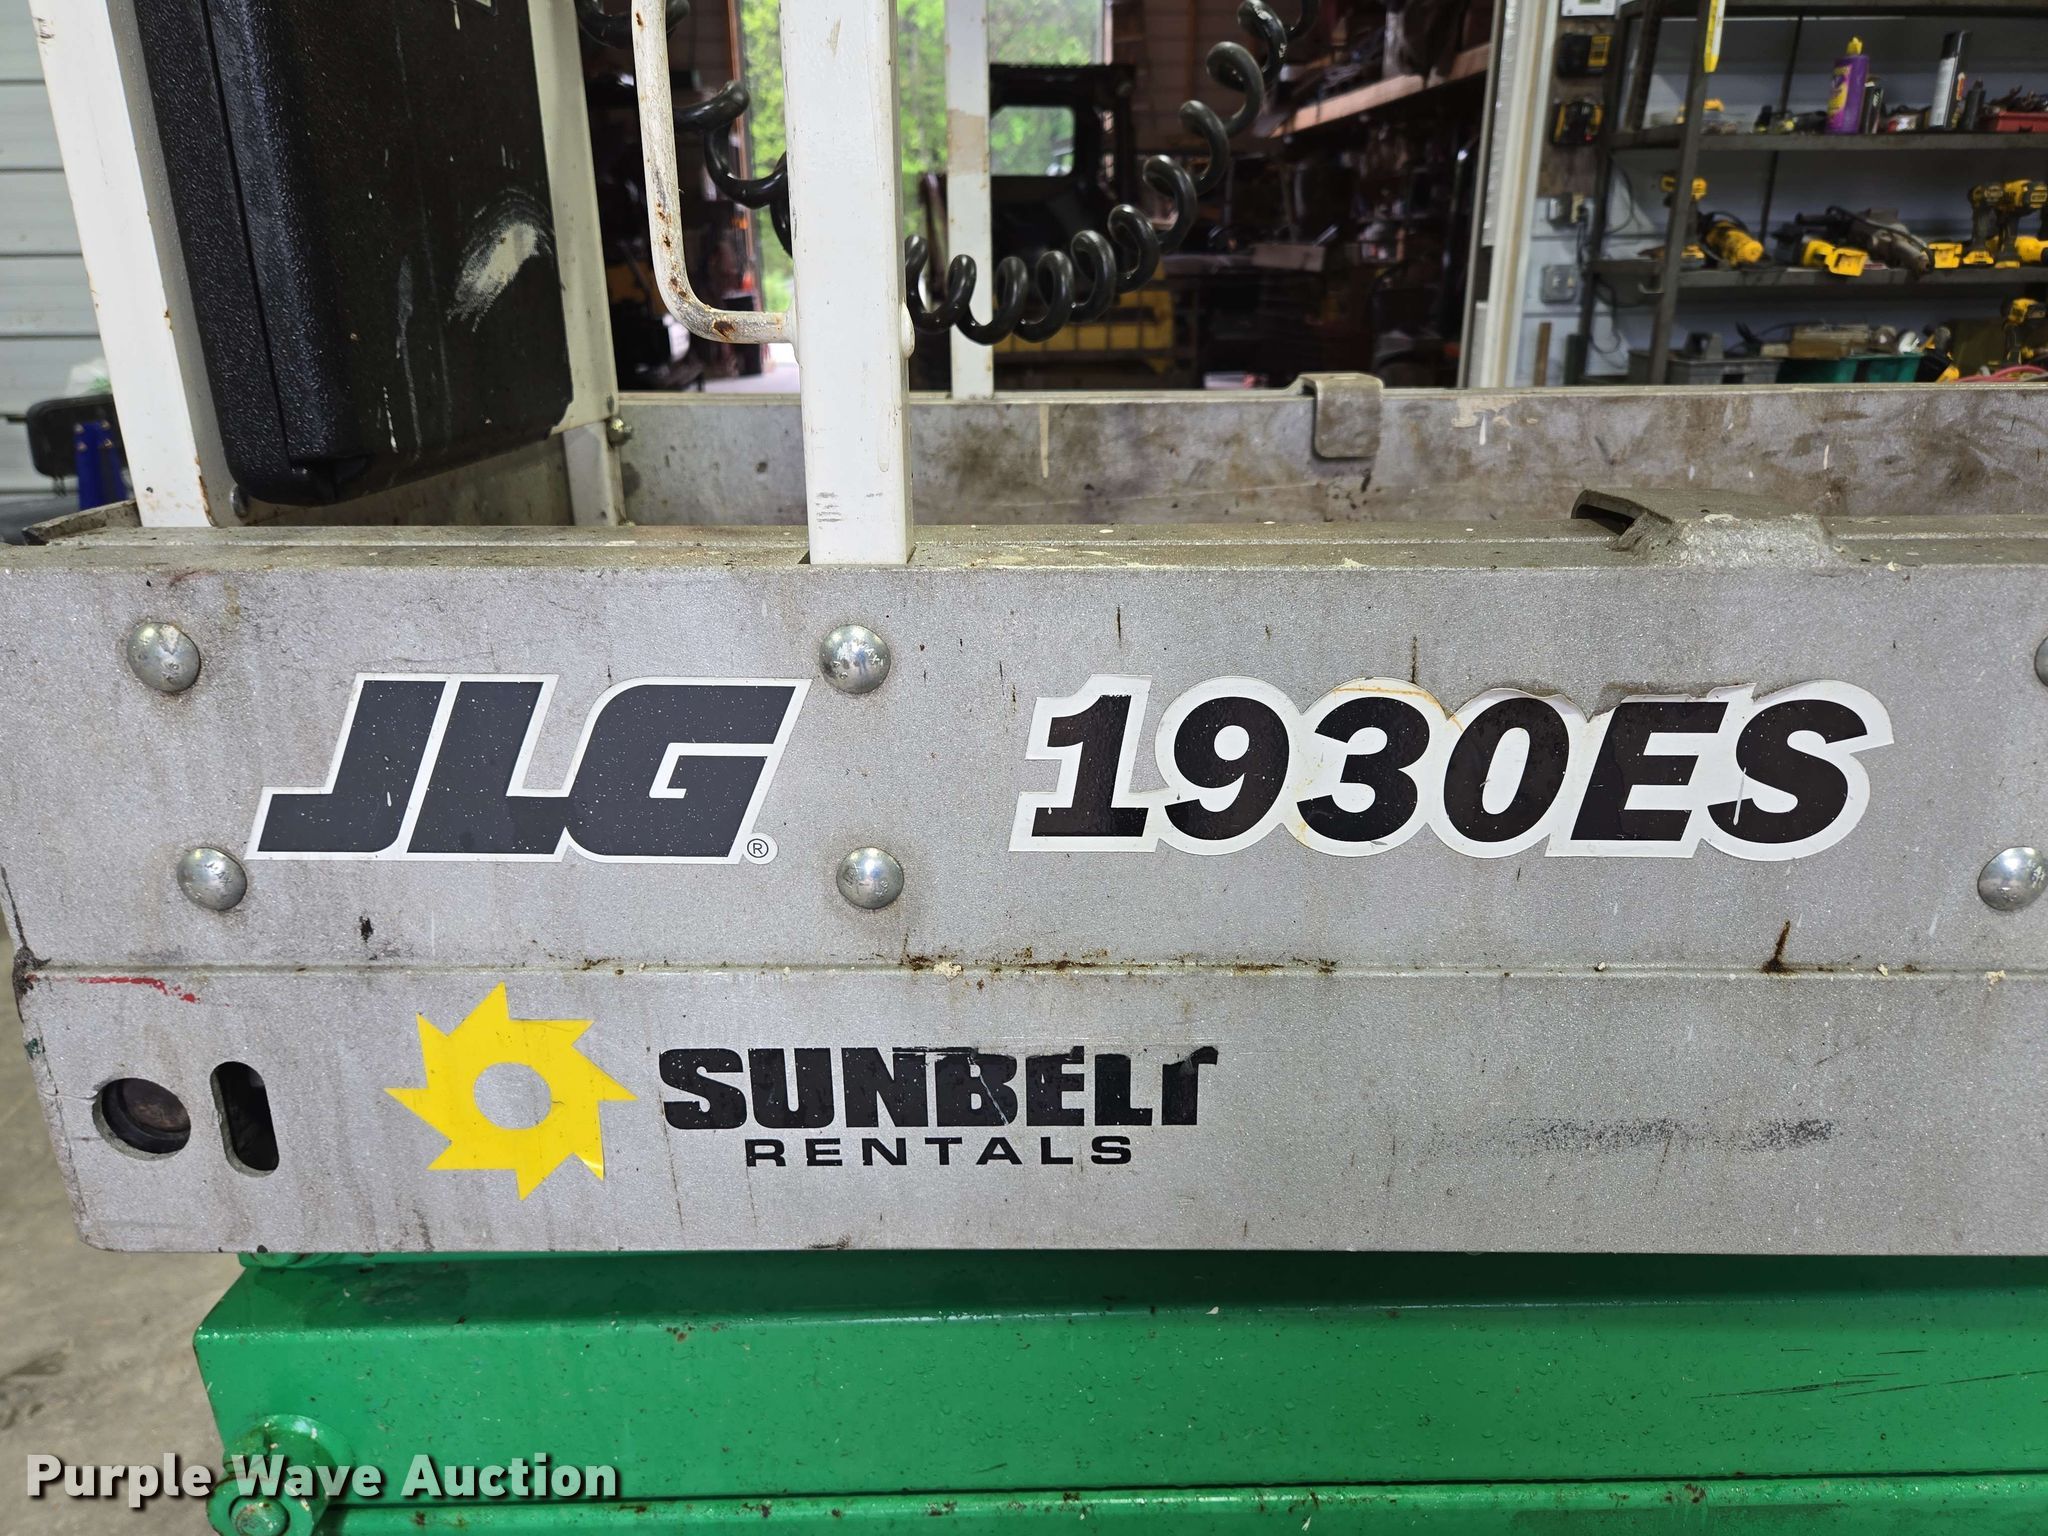 JLG® 1930ES
SUNBELT
RENTALS
Purple Wave Auction